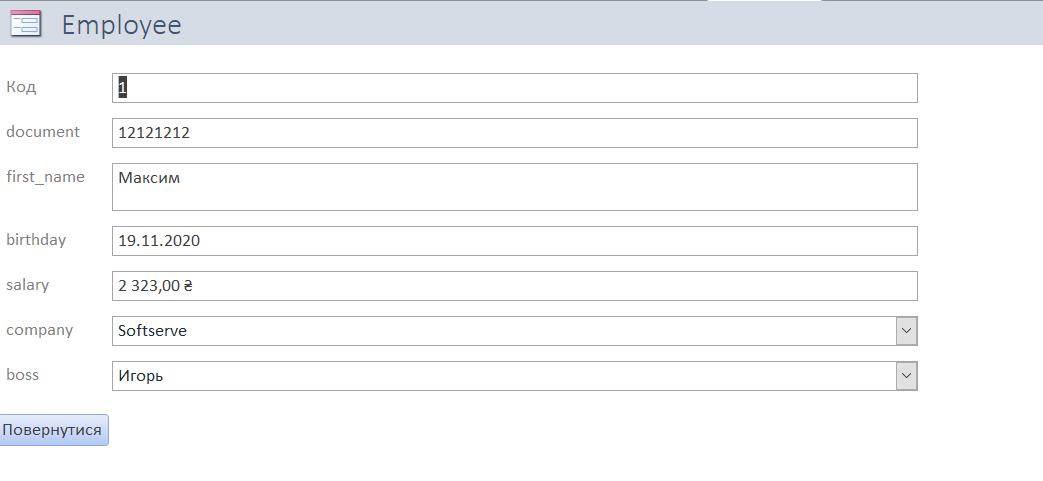 Employee
Код 1
document 12121212
first_name Максим
birthday 19.11.2020
salary 2 323,00 ₴
company Softserve
boss Игорь
Повернутися